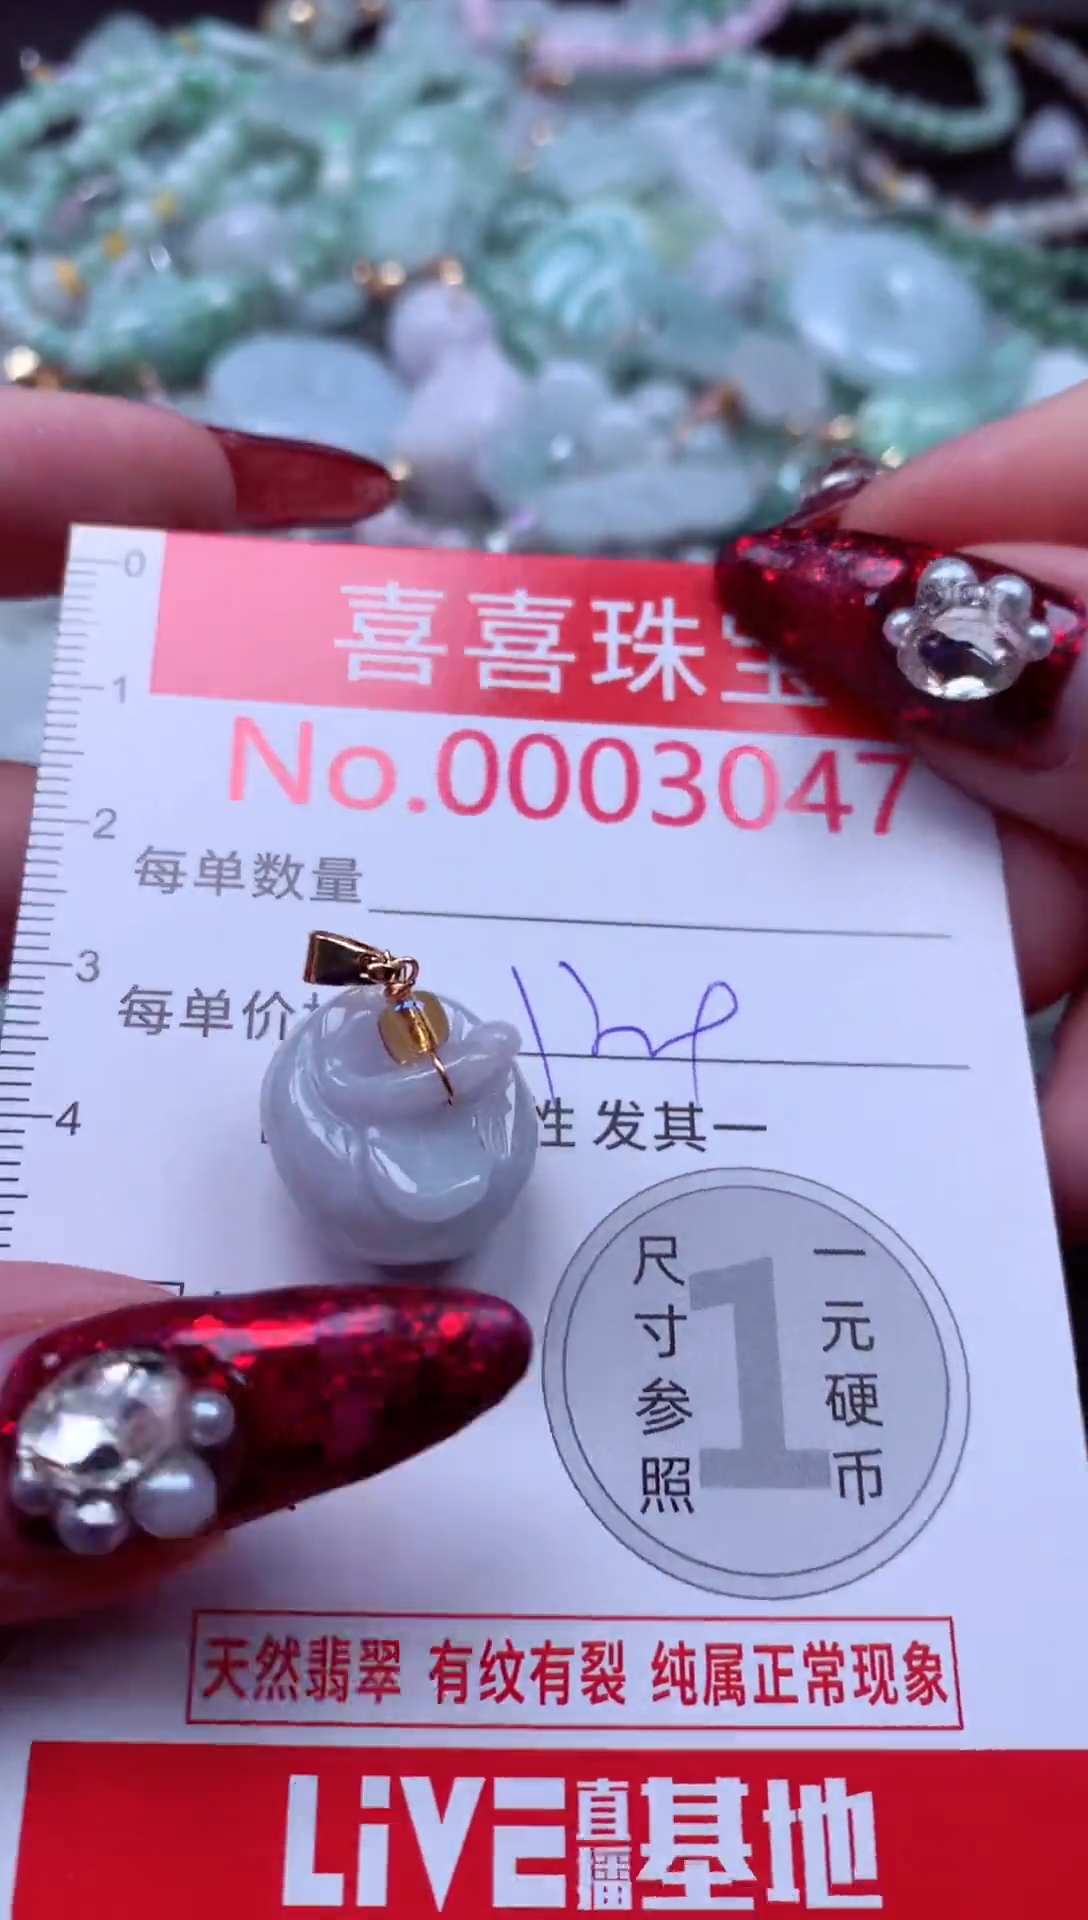 0
喜喜珠宝
1
No.0003047
2
每单数量
3
每单价
4
性 发其一
尺寸参照
1
一元硬币
天然翡翠 有纹有裂 纯属正常现象
LiVE直播基地